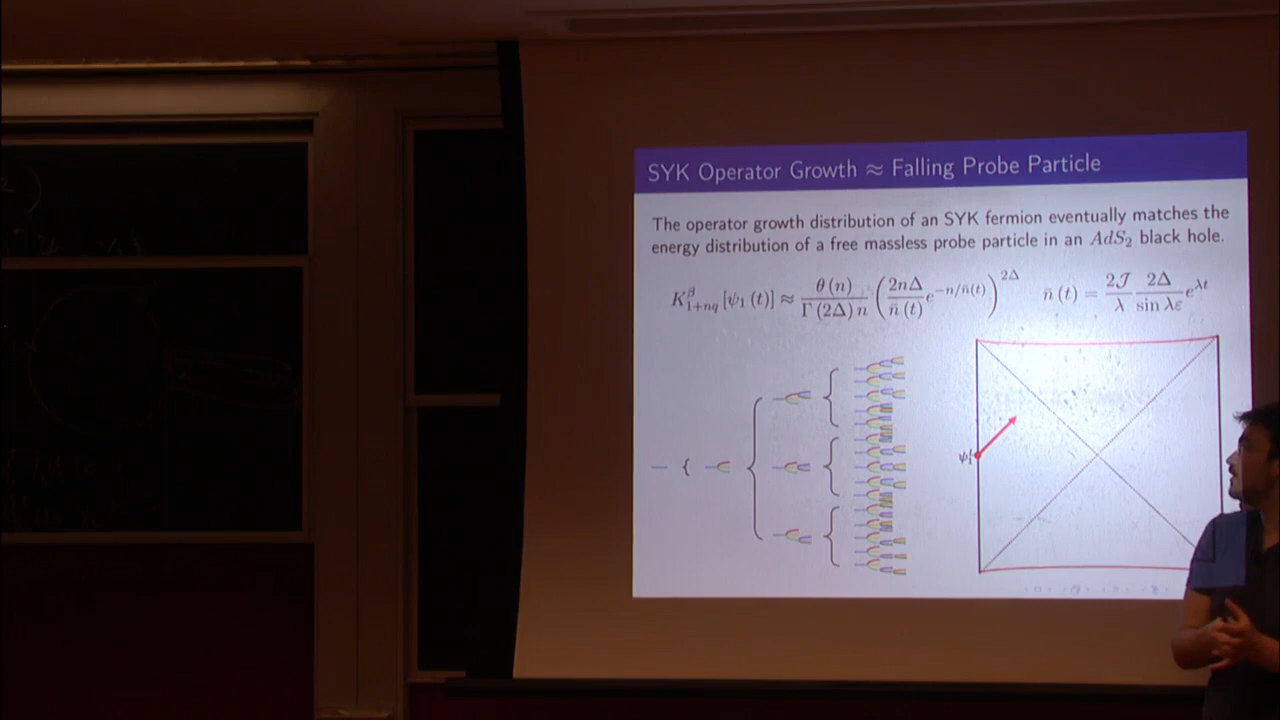 SYK Operator Growth ≈ Falling Probe Particle
The operator growth distribution of an SYK fermion eventually matches the
energy distribution of a free massless probe particle in an AdS₂ black hole.
K^β_{1+nq} [ψ₁ (t)] ≈ θ (n) / Γ (2Δ) n (2nΔ / n̄ (t) e^{−n/n̄(t)})^{2Δ} n̄ (t) = 2𝒥 / λ 2Δ / sin λε e^{λt}
ψ₁